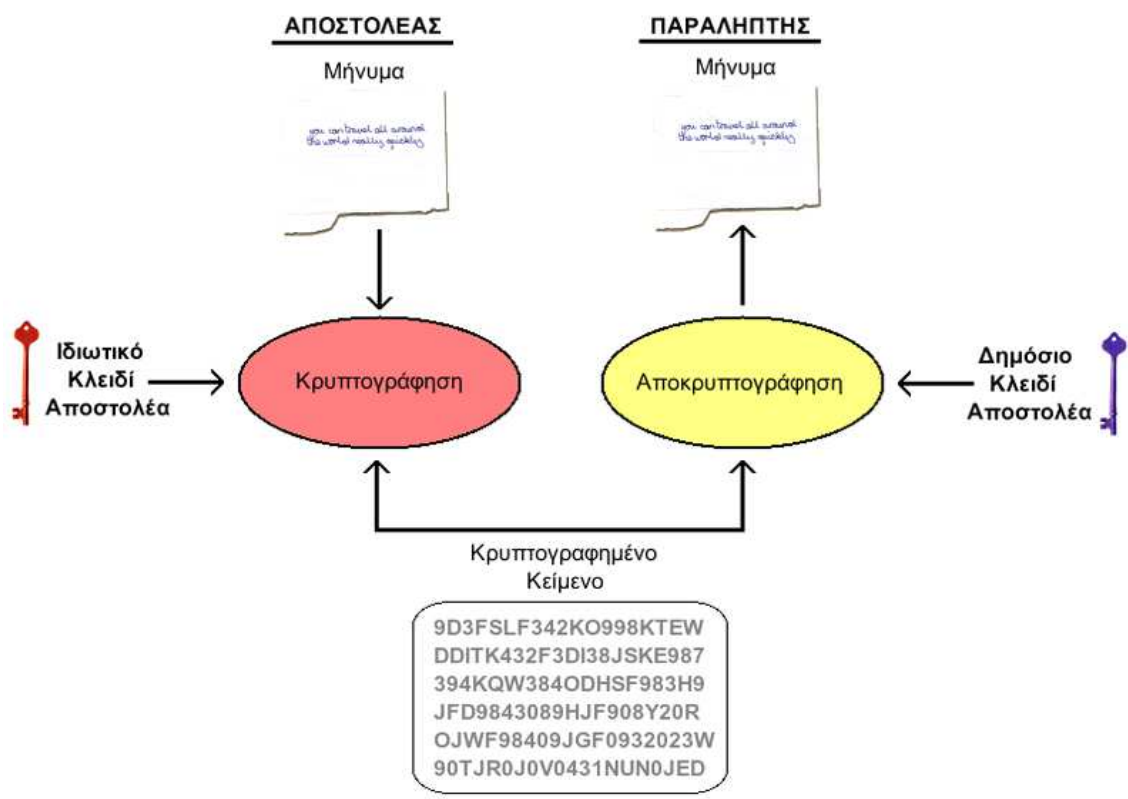 ΑΠΟΣΤΟΛΕΑΣ
Μήνυμα
you can travel all around
the world really quickly
ΠΑΡΑΛΗΠΤΗΣ
Μήνυμα
you can travel all around
the world really quickly
Ιδιωτικό
Κλειδί
Αποστολέα
Κρυπτογράφηση
Αποκρυπτογράφηση
Δημόσιο
Κλειδί
Αποστολέα
Κρυπτογραφημένο
Κείμενο
9D3FSLF342KO998KTEW
DDITK432F3DI38JSKE987
394KQW384ODHSF983H9
JFD9843089HJF908Y20R
OJWF98409JGF0932023W
90TJR0J0V0431NUN0JED